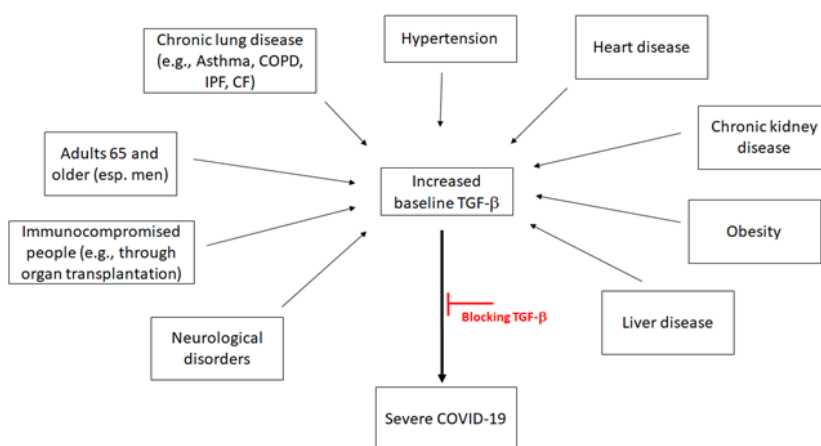 Chronic lung disease
(e.g., Asthma, COPD,
IPF, CF)
Hypertension
Heart disease
Adults 65 and
older (esp. men)
Chronic kidney
disease
Increased
baseline TGF-β
Immunocompromised
people (e.g., through
organ transplantation)
Obesity
Neurological
disorders
Blocking TGF-β
Liver disease
Severe COVID-19